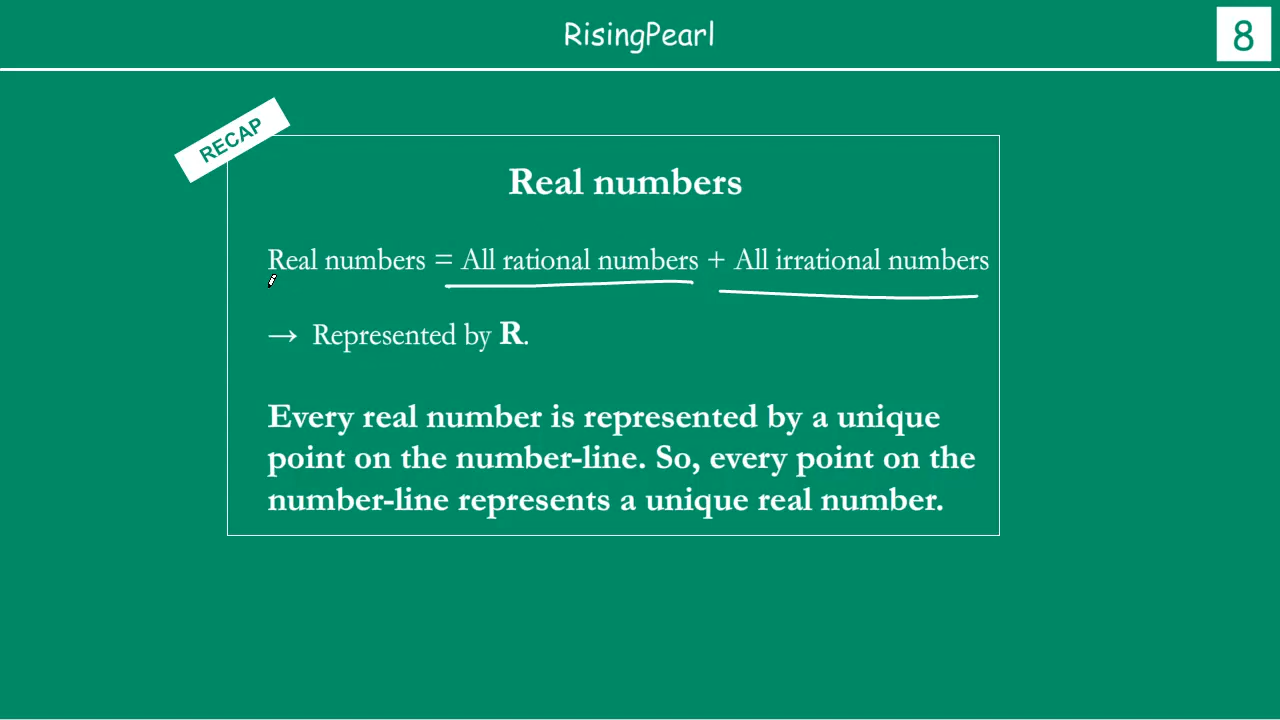 RisingPearl
8
RECAP
Real numbers
Real numbers = All rational numbers + All irrational numbers
→ Represented by R.
Every real number is represented by a unique
point on the number-line. So, every point on the
number-line represents a unique real number.